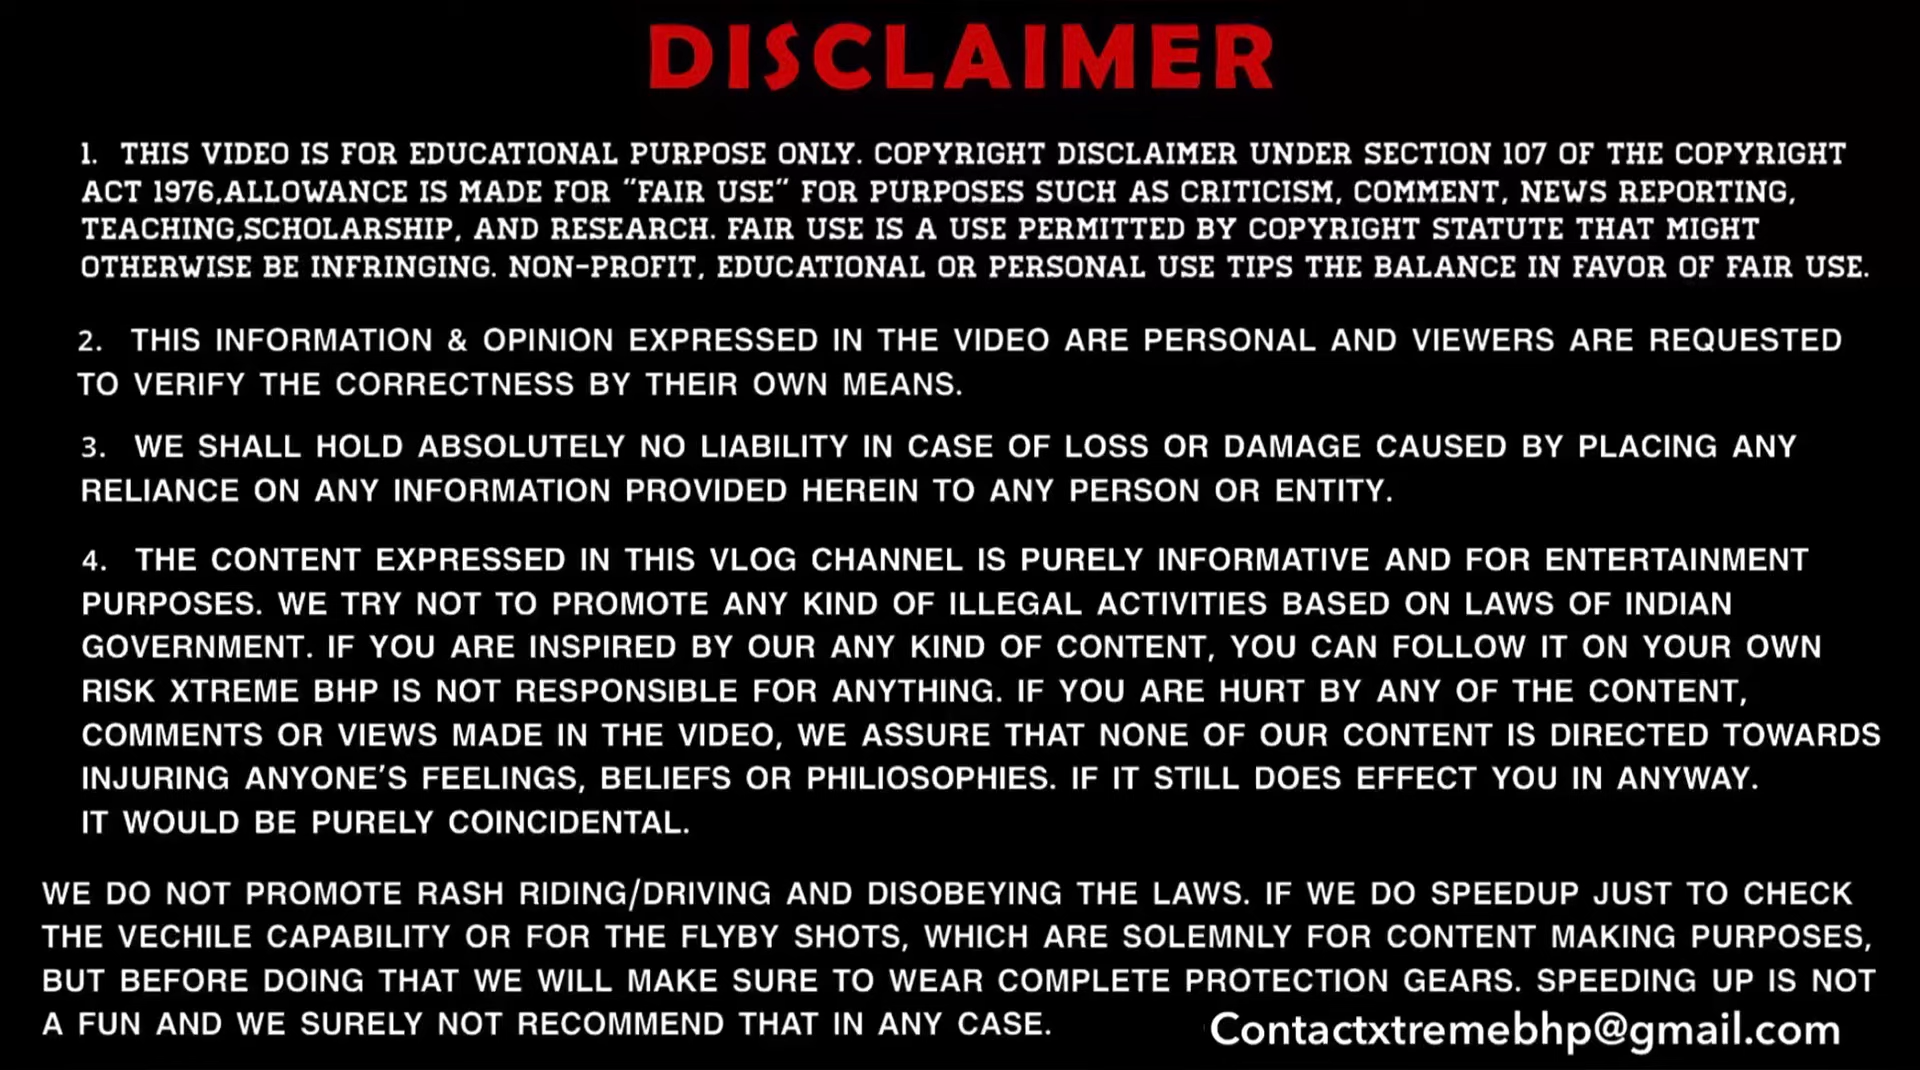 DISCLAIMER
1. THIS VIDEO IS FOR EDUCATIONAL PURPOSE ONLY. COPYRIGHT DISCLAIMER UNDER SECTION 107 OF THE COPYRIGHT
ACT 1976,ALLOWANCE IS MADE FOR "FAIR USE" FOR PURPOSES SUCH AS CRITICISM, COMMENT, NEWS REPORTING,
TEACHING,SCHOLARSHIP, AND RESEARCH. FAIR USE IS A USE PERMITTED BY COPYRIGHT STATUTE THAT MIGHT
OTHERWISE BE INFRINGING. NON-PROFIT, EDUCATIONAL OR PERSONAL USE TIPS THE BALANCE IN FAVOR OF FAIR USE.
2. THIS INFORMATION & OPINION EXPRESSED IN THE VIDEO ARE PERSONAL AND VIEWERS ARE REQUESTED
TO VERIFY THE CORRECTNESS BY THEIR OWN MEANS.
3. WE SHALL HOLD ABSOLUTELY NO LIABILITY IN CASE OF LOSS OR DAMAGE CAUSED BY PLACING ANY
RELIANCE ON ANY INFORMATION PROVIDED HEREIN TO ANY PERSON OR ENTITY.
4. THE CONTENT EXPRESSED IN THIS VLOG CHANNEL IS PURELY INFORMATIVE AND FOR ENTERTAINMENT
PURPOSES. WE TRY NOT TO PROMOTE ANY KIND OF ILLEGAL ACTIVITIES BASED ON LAWS OF INDIAN
GOVERNMENT. IF YOU ARE INSPIRED BY OUR ANY KIND OF CONTENT, YOU CAN FOLLOW IT ON YOUR OWN
RISK XTREME BHP IS NOT RESPONSIBLE FOR ANYTHING. IF YOU ARE HURT BY ANY OF THE CONTENT,
COMMENTS OR VIEWS MADE IN THE VIDEO, WE ASSURE THAT NONE OF OUR CONTENT IS DIRECTED TOWARDS
INJURING ANYONE'S FEELINGS, BELIEFS OR PHILIOSOPHIES. IF IT STILL DOES EFFECT YOU IN ANYWAY.
IT WOULD BE PURELY COINCIDENTAL.
WE DO NOT PROMOTE RASH RIDING/DRIVING AND DISOBEYING THE LAWS. IF WE DO SPEEDUP JUST TO CHECK
THE VECHILE CAPABILITY OR FOR THE FLYBY SHOTS, WHICH ARE SOLEMNLY FOR CONTENT MAKING PURPOSES,
BUT BEFORE DOING THAT WE WILL MAKE SURE TO WEAR COMPLETE PROTECTION GEARS. SPEEDING UP IS NOT
A FUN AND WE SURELY NOT RECOMMEND THAT IN ANY CASE.
Contactxtremebhp@gmail.com